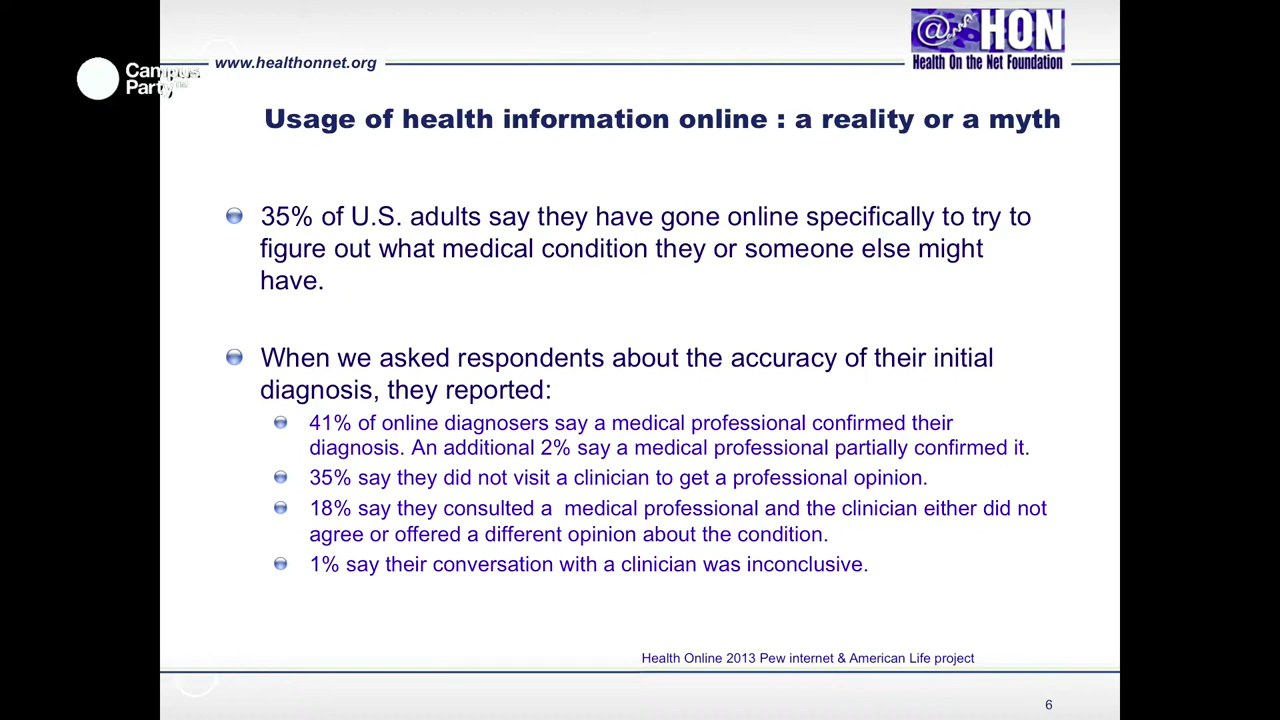 www.healthonnet.org
@ HON
Health On the Net Foundation
Campus
Party
Usage of health information online : a reality or a myth
35% of U.S. adults say they have gone online specifically to try to
figure out what medical condition they or someone else might
have.
When we asked respondents about the accuracy of their initial
diagnosis, they reported:
41% of online diagnosers say a medical professional confirmed their
diagnosis. An additional 2% say a medical professional partially confirmed it.
35% say they did not visit a clinician to get a professional opinion.
18% say they consulted a medical professional and the clinician either did not
agree or offered a different opinion about the condition.
1% say their conversation with a clinician was inconclusive.
Health Online 2013 Pew internet & American Life project
6